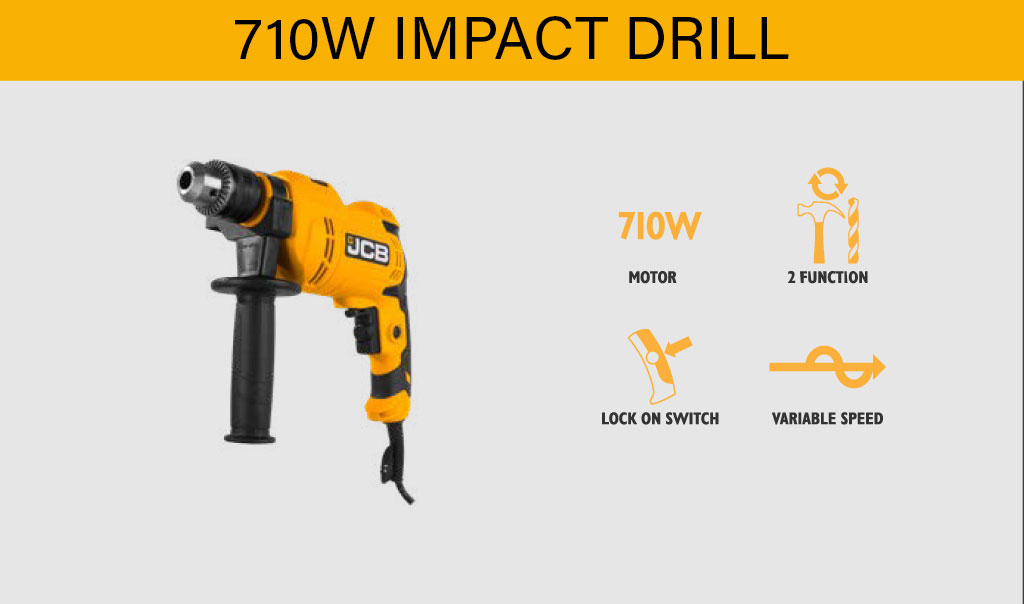 710W IMPACT DRILL
JCB
710W
MOTOR
2 FUNCTION
LOCK ON SWITCH
VARIABLE SPEED